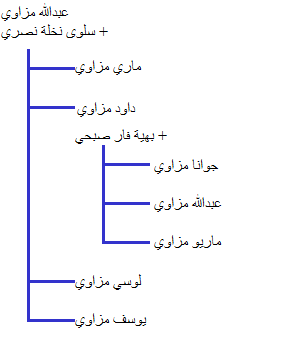 عبدالله مزاوي
+ سلوى نخلة نصري
ماري مزاوي
داود مزاوي
+ بهية فار صبحي
جوانا مزاوي
عبدالله مزاوي
ماريو مزاوي
لوسي مزاوي
يوسف مزاوي